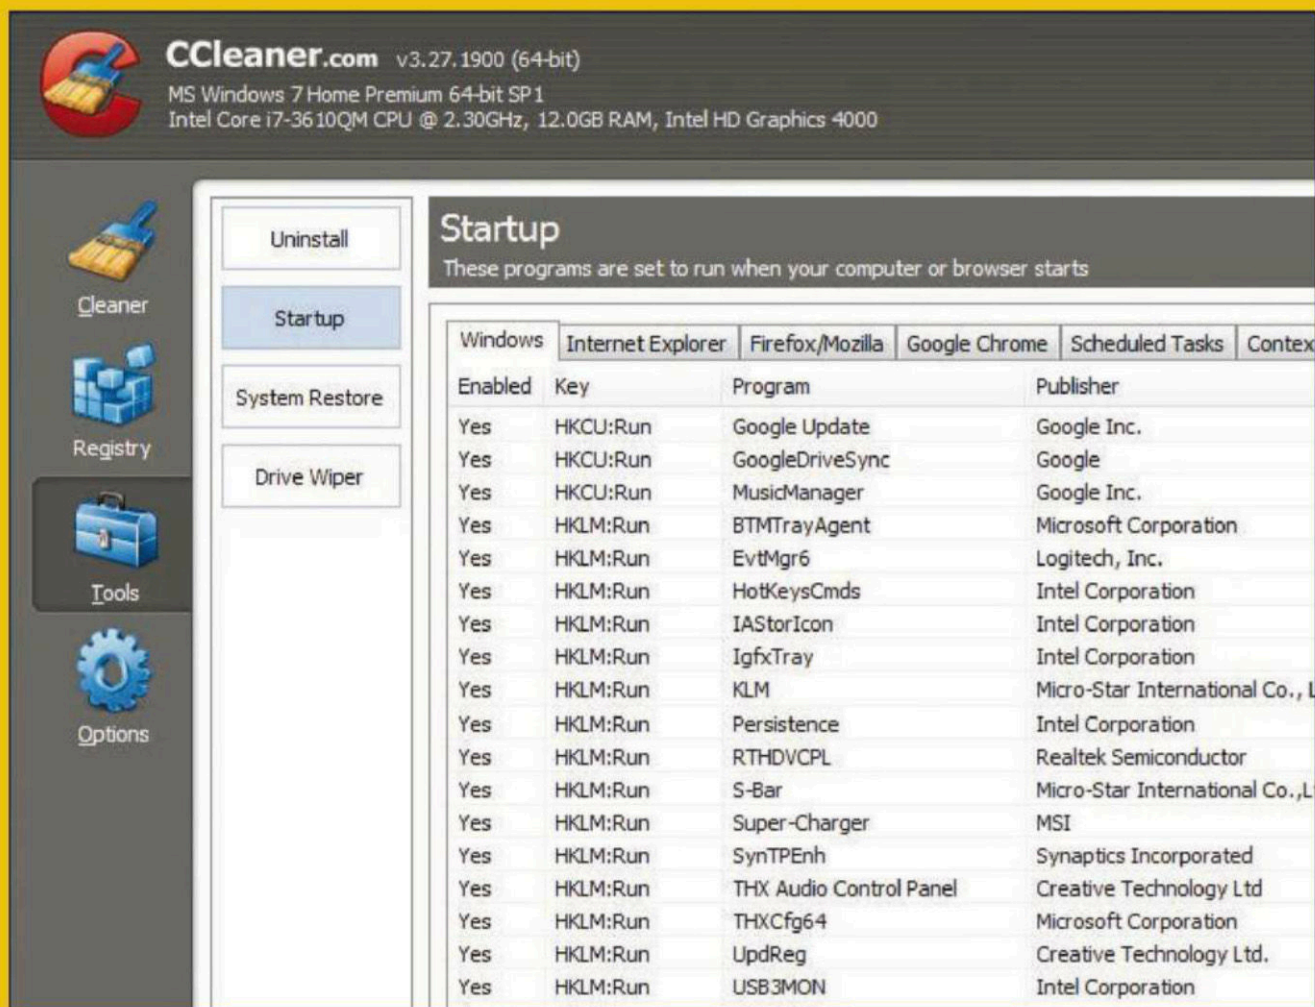 CCleaner.com v3.27.1900 (64-bit)
MS Windows 7 Home Premium 64-bit SP1
Intel Core i7-3610QM CPU @ 2.30GHz, 12.0GB RAM, Intel HD Graphics 4000
Cleaner
Registry
Tools
Options
Uninstall
Startup
System Restore
Drive Wiper
Startup
These programs are set to run when your computer or browser starts
Windows Internet Explorer Firefox/Mozilla Google Chrome Scheduled Tasks Contex
Enabled Key Program Publisher
Yes HKCU:Run Google Update Google Inc.
Yes HKCU:Run GoogleDriveSync Google
Yes HKCU:Run MusicManager Google Inc.
Yes HKLM:Run BTMTrayAgent Microsoft Corporation
Yes HKLM:Run EvtMgr6 Logitech, Inc.
Yes HKLM:Run HotKeysCmds Intel Corporation
Yes HKLM:Run IAStorIcon Intel Corporation
Yes HKLM:Run IgfxTray Intel Corporation
Yes HKLM:Run KLM Micro-Star International Co., L
Yes HKLM:Run Persistence Intel Corporation
Yes HKLM:Run RTHDVCPL Realtek Semiconductor
Yes HKLM:Run S-Bar Micro-Star International Co.,L
Yes HKLM:Run Super-Charger MSI
Yes HKLM:Run SynTPEnh Synaptics Incorporated
Yes HKLM:Run THX Audio Control Panel Creative Technology Ltd
Yes HKLM:Run THXCfg64 Microsoft Corporation
Yes HKLM:Run UpdReg Creative Technology Ltd.
Yes HKLM:Run USB3MON Intel Corporation